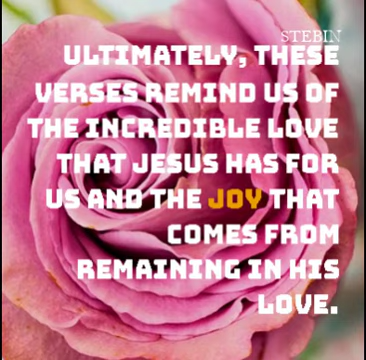 STEBIN
ULTIMATELY, THESE
VERSES REMIND US OF
THE INCREDIBLE LOVE
THAT JESUS HAS FOR
US AND THE JOY THAT
COMES FROM
REMAINING IN HIS
LOVE.